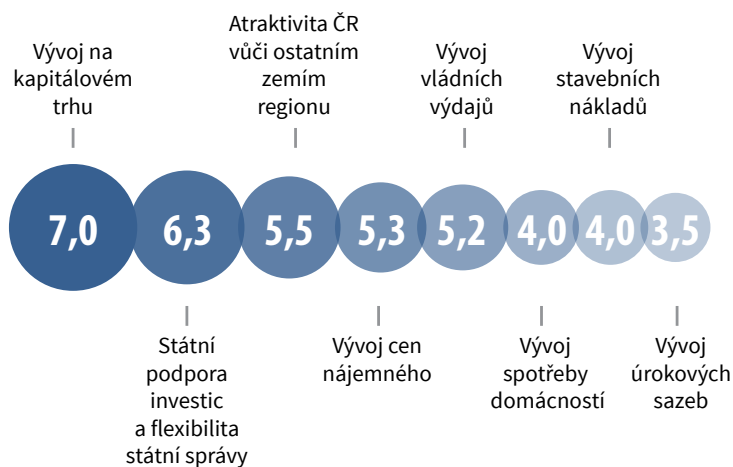 Vývoj na
kapitálovém
trhu
Atraktivita ČR
vůči ostatním
zemím
regionu
Vývoj
vládních
výdajů
Vývoj
stavebních
nákladů
7,0
6,3
5,5
5,3
5,2
4,0
4,0
3,5
Státní
podpora
investic
a flexibilita
státní správy
Vývoj cen
nájemného
Vývoj
spotřeby
domácností
Vývoj
úrokových
sazeb